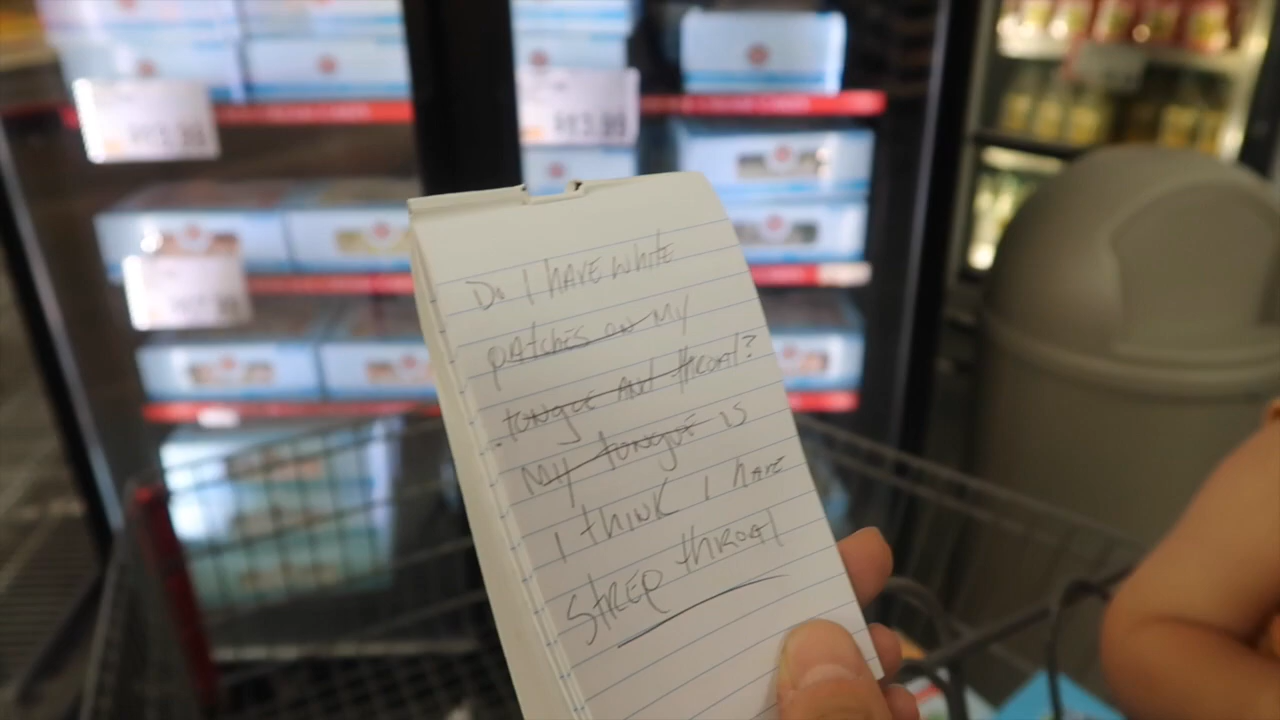 Do I HAVE WHITE
patches on My
tongue AND throat?
My tongue is
I think I have
STREP throat